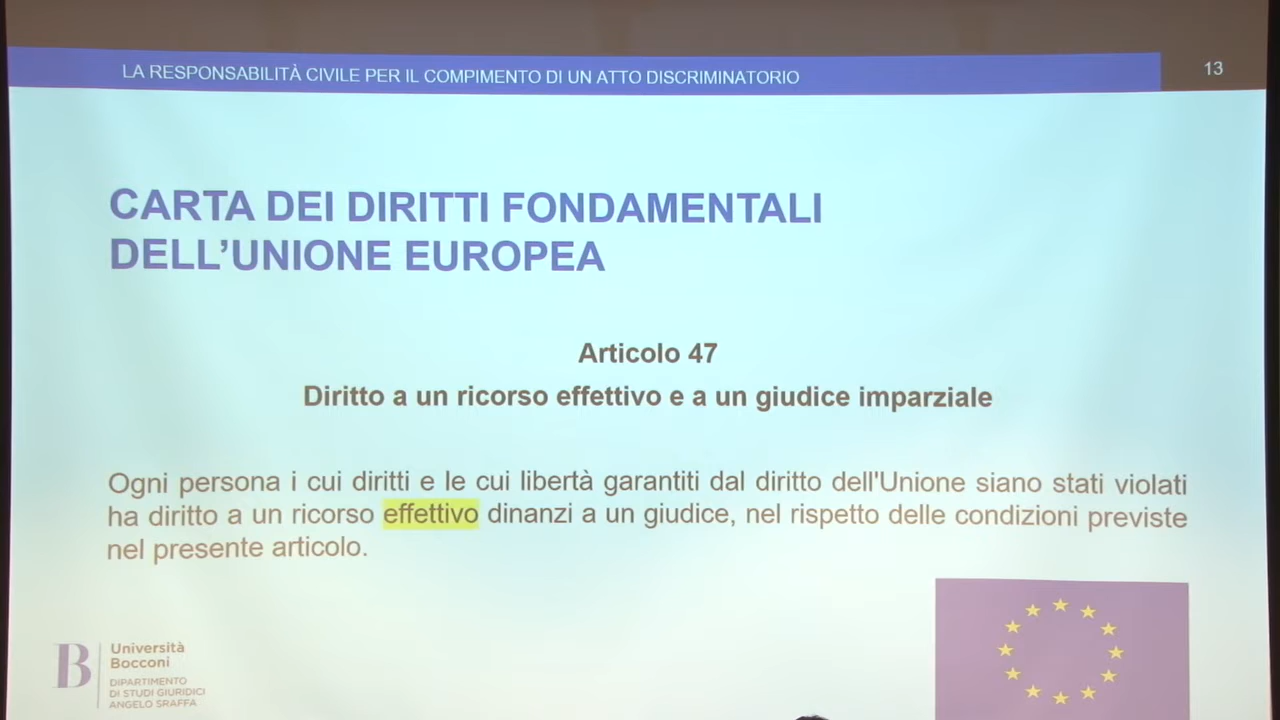 LA RESPONSABILITÀ CIVILE PER IL COMPIMENTO DI UN ATTO DISCRIMINATORIO
13
CARTA DEI DIRITTI FONDAMENTALI
DELL’UNIONE EUROPEA
Articolo 47
Diritto a un ricorso effettivo e a un giudice imparziale
Ogni persona i cui diritti e le cui libertà garantiti dal diritto dell'Unione siano stati violati
ha diritto a un ricorso effettivo dinanzi a un giudice, nel rispetto delle condizioni previste
nel presente articolo.
B
Università
Bocconi
DIPARTIMENTO
DI STUDI GIURIDICI
ANGELO SRAFFA